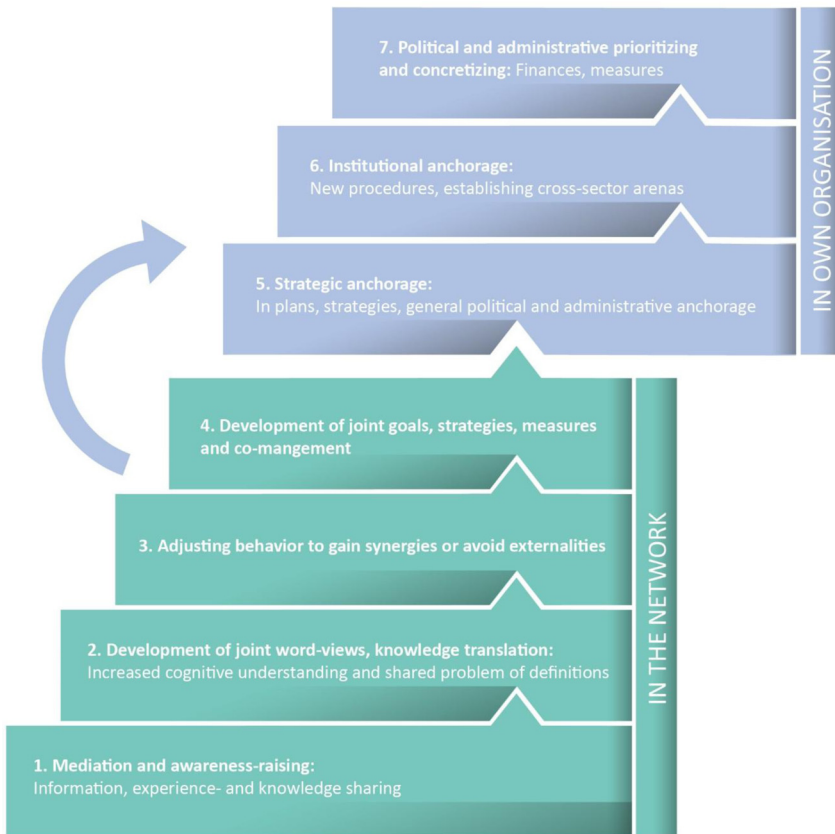 7. Political and administrative prioritizing
and concretizing: Finances, measures
6. Institutional anchorage:
New procedures, establishing cross-sector arenas
5. Strategic anchorage:
In plans, strategies, general political and administrative anchorage
IN OWN ORGANISATION
4. Development of joint goals, strategies, measures
and co-mangement
3. Adjusting behavior to gain synergies or avoid externalities
2. Development of joint word-views, knowledge translation:
Increased cognitive understanding and shared problem of definitions
1. Mediation and awareness-raising:
Information, experience- and knowledge sharing
IN THE NETWORK